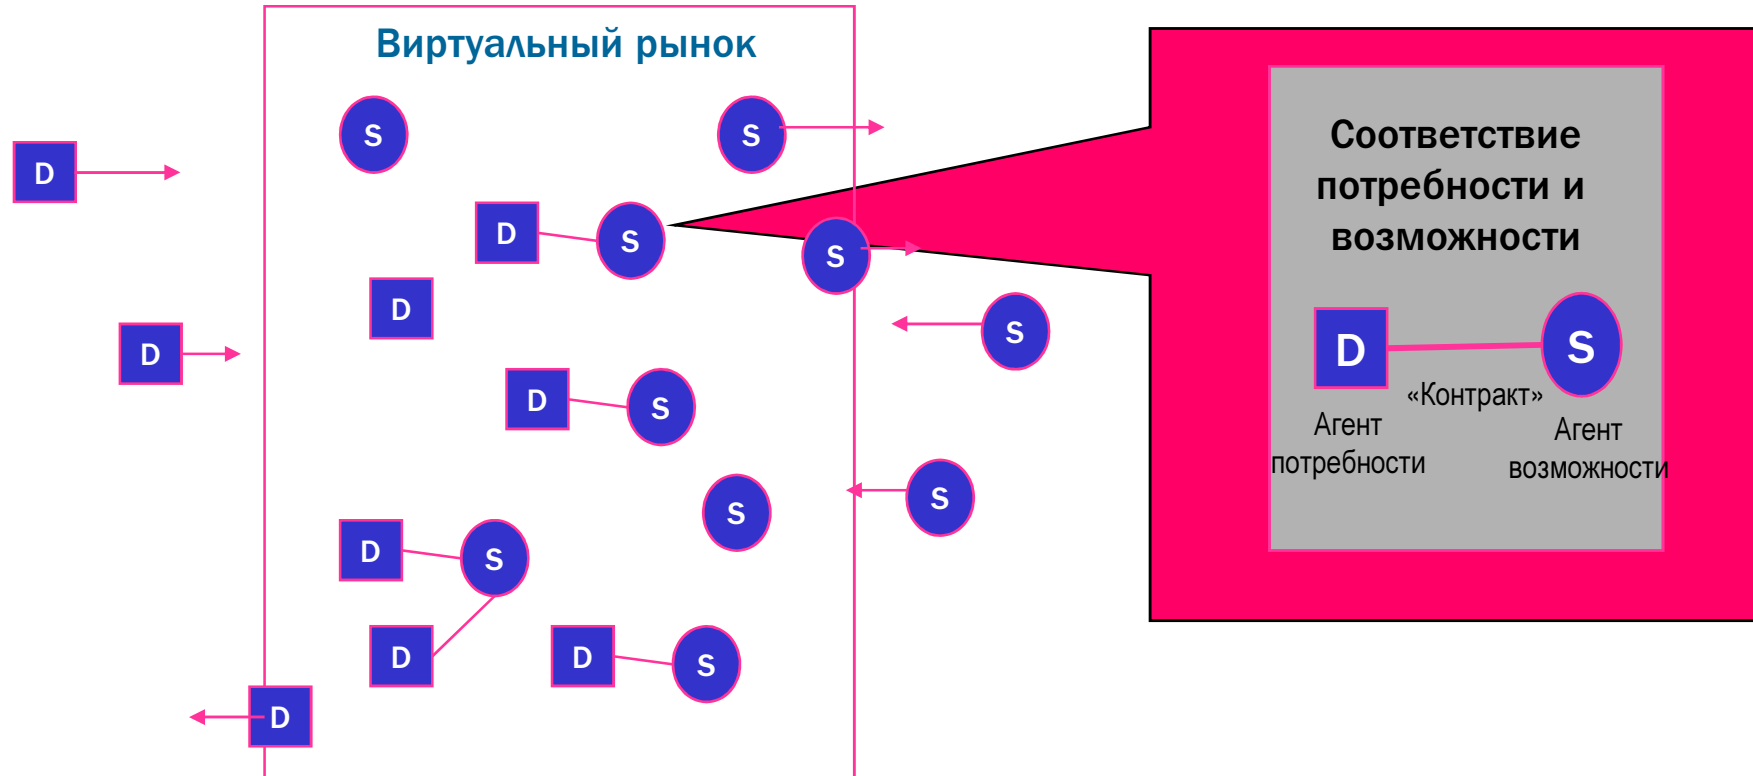 Виртуальный рынок
S
S
D
D
S
S
D
S
D
D
S
S
S
D
S
D
D
S
D
Соответствие
потребности и
возможности
D
S
«Контракт»
Агент
потребности
Агент
возможности